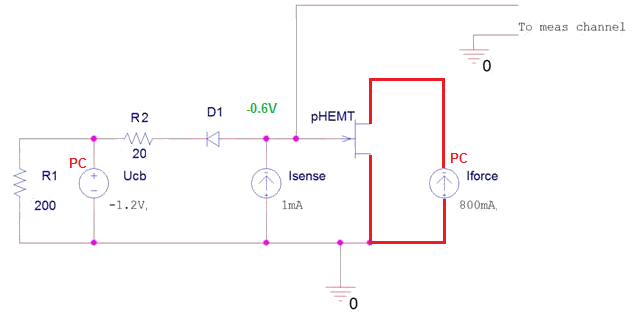 To meas channel
0
R2
D1
-0.6V
pHEMT
20
PC
PC
R1
Ucb
Isense
Iforce
200
-1.2V,
1mA
800mA,
0